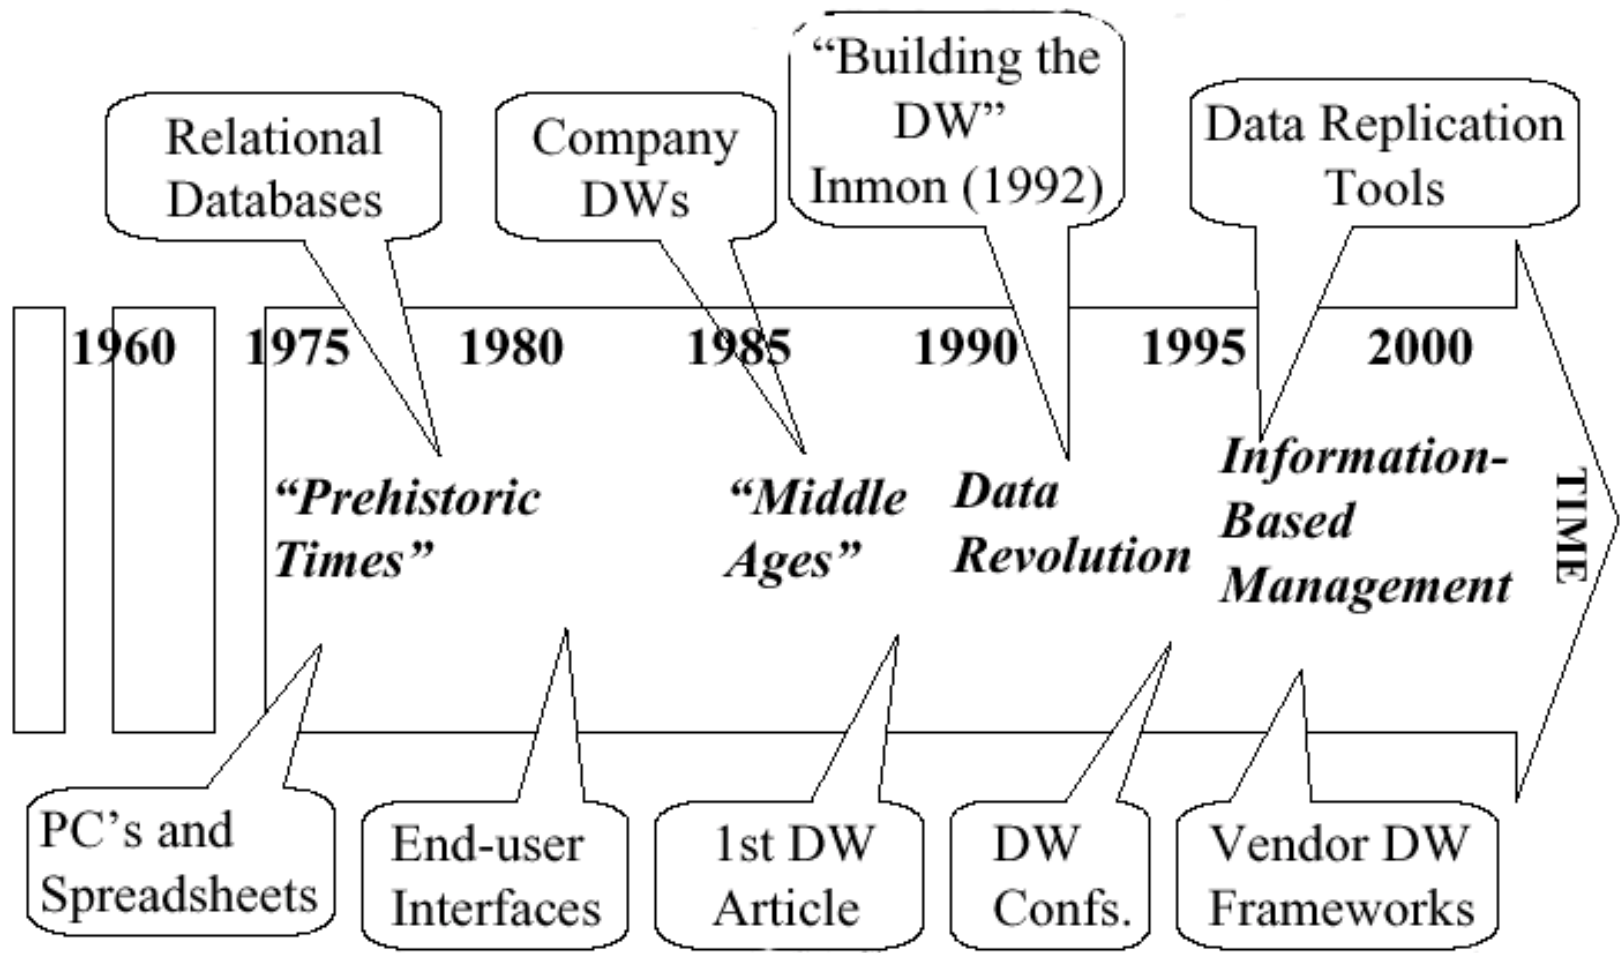 “Building the
DW”
Inmon (1992)
Relational
Databases
Company
DWs
Data Replication
Tools
1960 1975 1980 1985 1990 1995 2000
“Prehistoric
Times”
“Middle
Ages”
Data
Revolution
Information-
Based
Management
TIME
PC’s and
Spreadsheets
End-user
Interfaces
1st DW
Article
DW
Confs.
Vendor DW
Frameworks